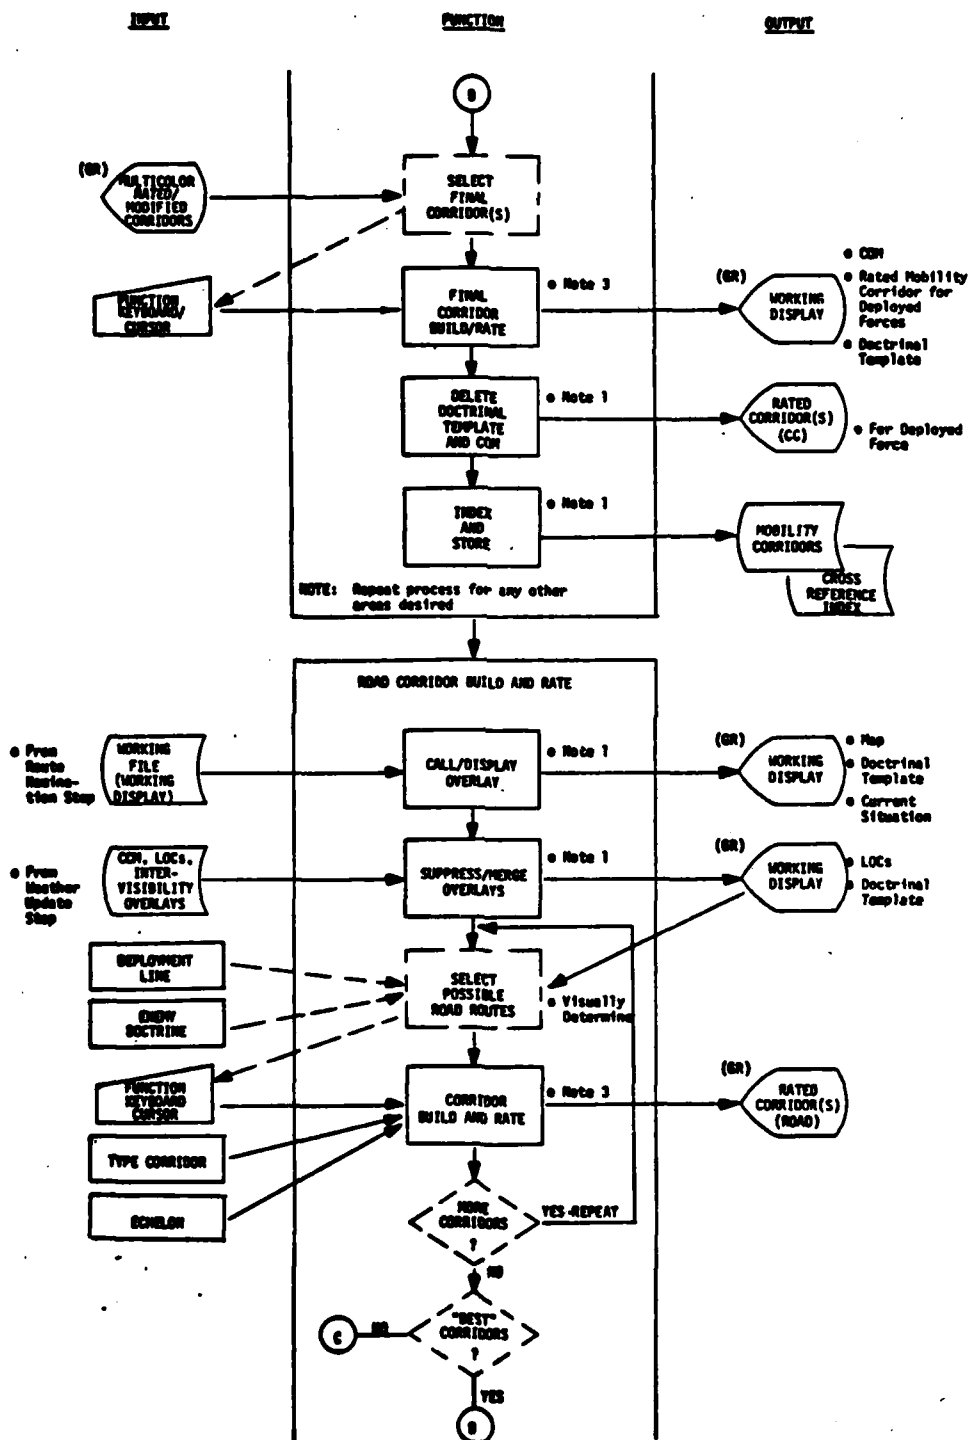 INPUT
FUNCTION
OUTPUT
(GR)
MULTICOLOR
RATED/
MODIFIED
CORRIDORS
SELECT
FINAL
CORRIDOR(S)
FUNCTION
KEYBOARD/
CURSOR
FINAL
CORRIDOR
BUILD/RATE
Note 3
(GR)
WORKING
DISPLAY
CCM
Rated Mobility
Corridor for
Deployed
Forces
Doctrinal
Template
DELETE
DOCTRINAL
TEMPLATE
AND CCM
Note 1
RATED
CORRIDOR(S)
(CC)
For Deployed
Force
INDEX
AND
STORE
Note 1
MOBILITY
CORRIDORS
CROSS
REFERENCE
INDEX
NOTE: Repeat process for any other
areas desired
ROAD CORRIDOR BUILD AND RATE
From
Route
Regine-
tion Step
WORKING
FILE
(WORKING
DISPLAY)
CALL/DISPLAY
OVERLAY
Note 1
(GR)
WORKING
DISPLAY
Map
Doctrinal
Template
Current
Situation
From
Weather
Update
Step
CCM, LOCs,
INTER-
VISIBILITY
OVERLAYS
SUPPRESS/MERGE
OVERLAYS
Note 1
(GR)
WORKING
DISPLAY
LOCs
Doctrinal
Template
DEPLOYMENT
LINE
ENEMY
DOCTRINE
SELECT
POSSIBLE
ROAD ROUTES
Visually
Determine
FUNCTION
KEYBOARD
CURSOR
TYPE CORRIDOR
ECHELON
CORRIDOR
BUILD AND RATE
Note 3
(GR)
RATED
CORRIDOR(S)
(ROAD)
MORE
CORRIDORS
?
YES-REPEAT
NO
"BEST"
CORRIDORS
?
NO
C
YES